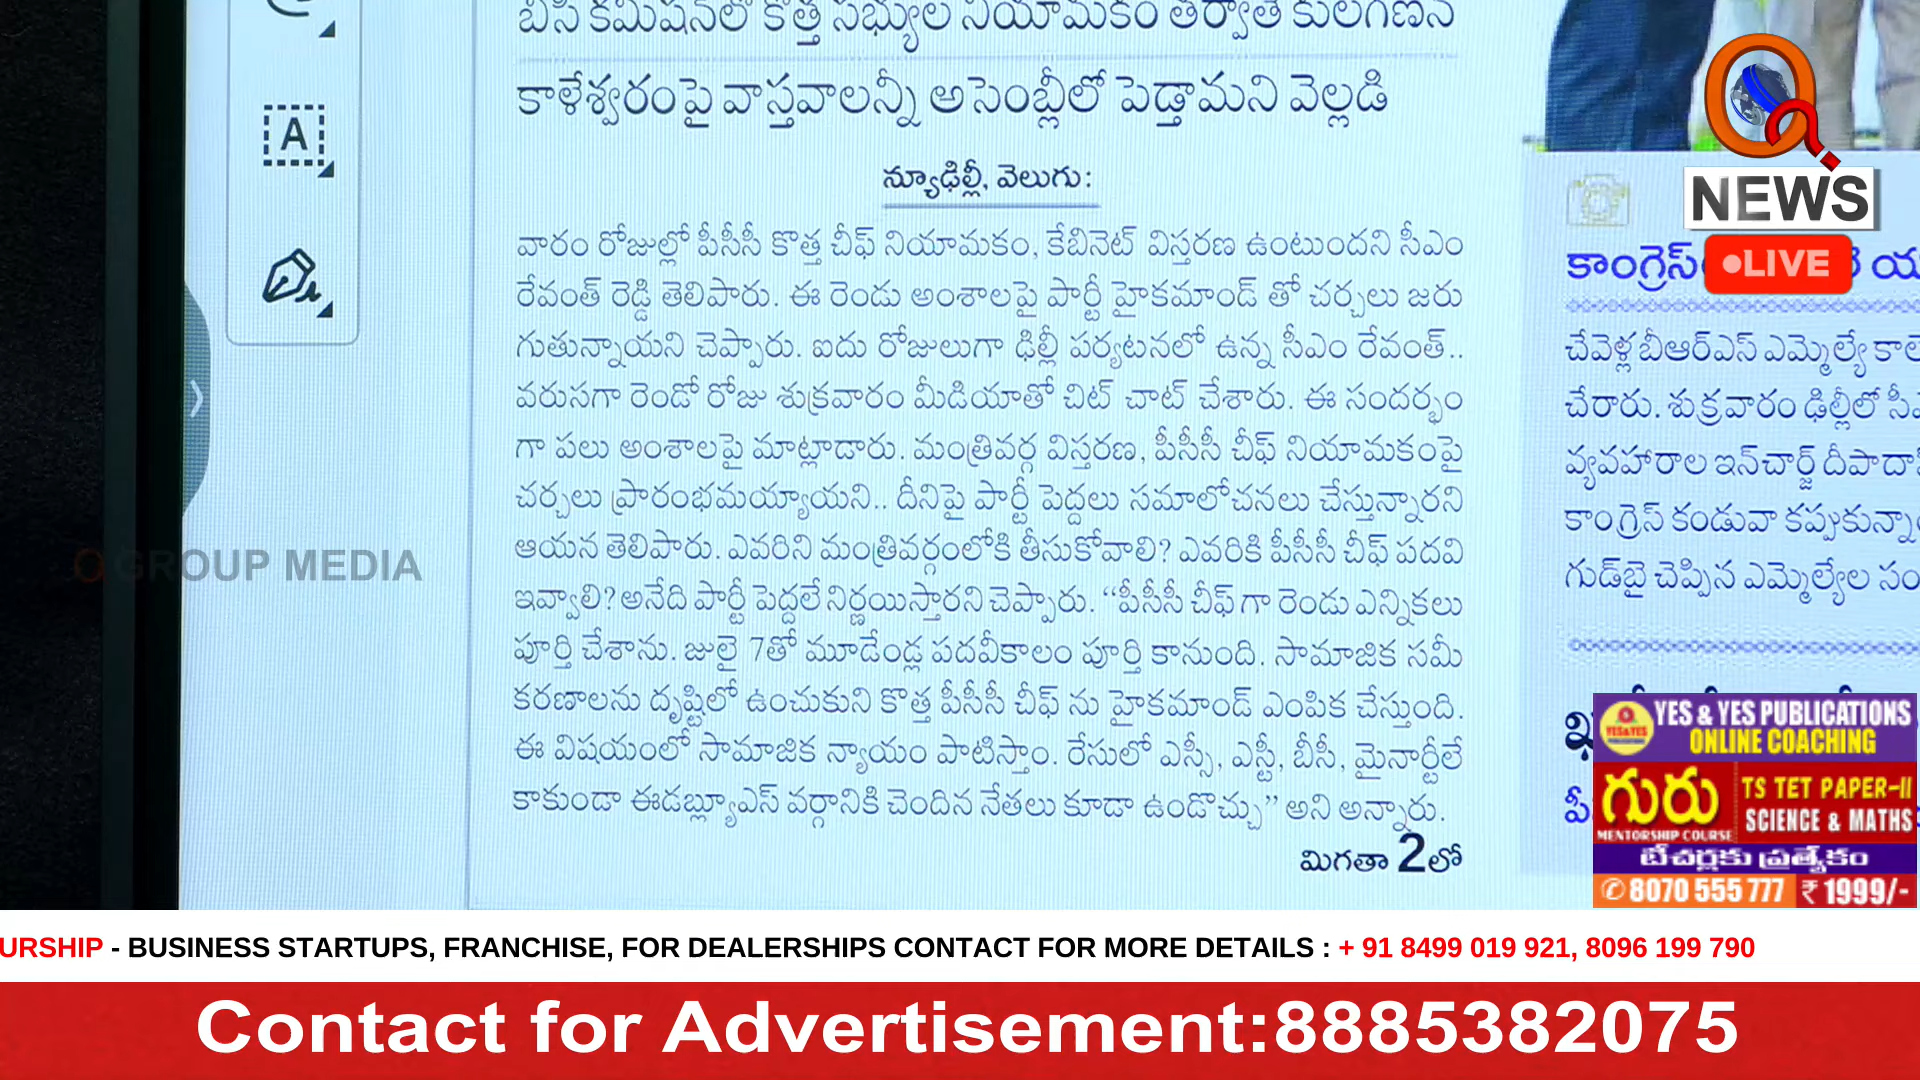 బీసీ కమిషన్‌లో కొత్త సభ్యుల నియామకం తర్వాతే కులగణన
కాళేశ్వరంపై వాస్తవాలన్నీ అసెంబ్లీలో పెడ్తామని వెల్లడి
న్యూఢిల్లీ, వెలుగు:
వారం రోజుల్లో పీసీసీ కొత్త చీఫ్ నియామకం, కేబినెట్ విస్తరణ ఉంటుందని సీఎం
రేవంత్ రెడ్డి తెలిపారు. ఈ రెండు అంశాలపై పార్టీ హైకమాండ్ తో చర్చలు జరు
గుతున్నాయని చెప్పారు. ఐదు రోజులుగా ఢిల్లీ పర్యటనలో ఉన్న సీఎం రేవంత్..
వరుసగా రెండో రోజు శుక్రవారం మీడియాతో చిట్ చాట్ చేశారు. ఈ సందర్భం
గా పలు అంశాలపై మాట్లాడారు. మంత్రివర్గ విస్తరణ, పీసీసీ చీఫ్ నియామకంపై
చర్చలు ప్రారంభమయ్యాయని.. దీనిపై పార్టీ పెద్దలు సమాలోచనలు చేస్తున్నారని
ఆయన తెలిపారు. ఎవరిని మంత్రివర్గంలోకి తీసుకోవాలి? ఎవరికి పీసీసీ చీఫ్ పదవి
ఇవ్వాలి? అనేది పార్టీ పెద్దలే నిర్ణయిస్తారని చెప్పారు. “పీసీసీ చీఫ్ గా రెండు ఎన్నికలు
పూర్తి చేశాను. జులై 7తో మూడేండ్ల పదవీకాలం పూర్తి కానుంది. సామాజిక సమీ
కరణాలను దృష్టిలో ఉంచుకుని కొత్త పీసీసీ చీఫ్ ను హైకమాండ్ ఎంపిక చేస్తుంది.
ఈ విషయంలో సామాజిక న్యాయం పాటిస్తాం. రేసులో ఎస్సీ, ఎస్టీ, బీసీ, మైనార్టీలే
కాకుండా ఈడబ్ల్యూఎస్ వర్గానికి చెందిన నేతలు కూడా ఉండొచ్చు” అని అన్నారు.
మిగతా 2లో
A
Q GROUP MEDIA
Q
NEWS
LIVE
కాంగ్రెస్
చేవెళ్ల బీఆర్ఎస్ ఎమ్మెల్యే
చేరారు. శుక్రవారం ఢిల్లీలో
వ్యవహారాల ఇన్‌చార్జ్
కాంగ్రెస్ కండువా
గుడ్‌బై చెప్పిన ఎమ్మెల్యేల
YES & YES PUBLICATIONS
ONLINE COACHING
గురు
MENTORSHIP COURSE
TS TET PAPER-II
SCIENCE & MATHS
టీచర్లకు ప్రత్యేకం
8070 555 777
₹ 1999/-
URSHIP - BUSINESS STARTUPS, FRANCHISE, FOR DEALERSHIPS CONTACT FOR MORE DETAILS : + 91 8499 019 921, 8096 199 790
Contact for Advertisement:8885382075